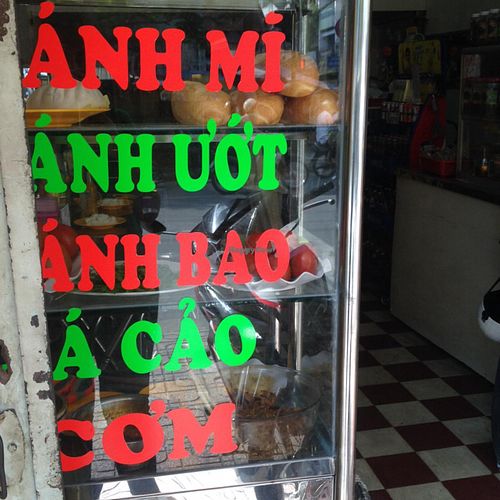 ÁNH MÌ
ÁNH ƯỚT
ÁNH BAO
Á CẢO
CƠM